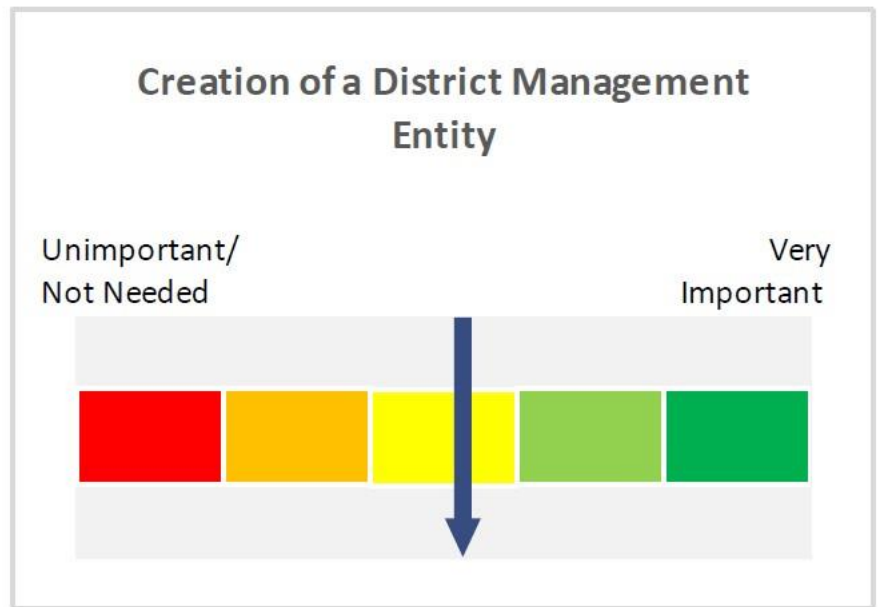 Creation of a District Management
Entity
Unimportant/
Not Needed
Very
Important